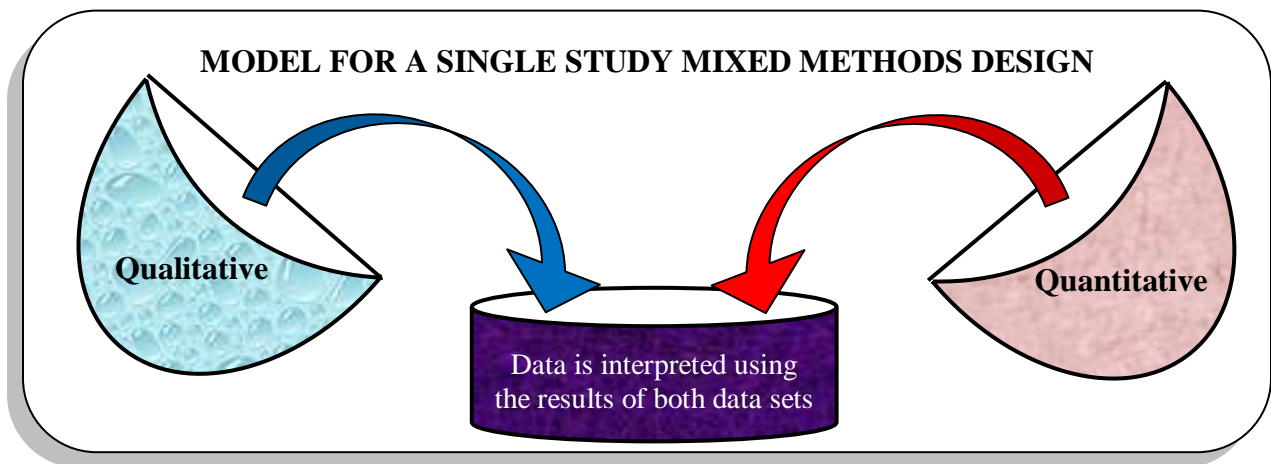 MODEL FOR A SINGLE STUDY MIXED METHODS DESIGN
Qualitative
Quantitative
Data is interpreted using
the results of both data sets